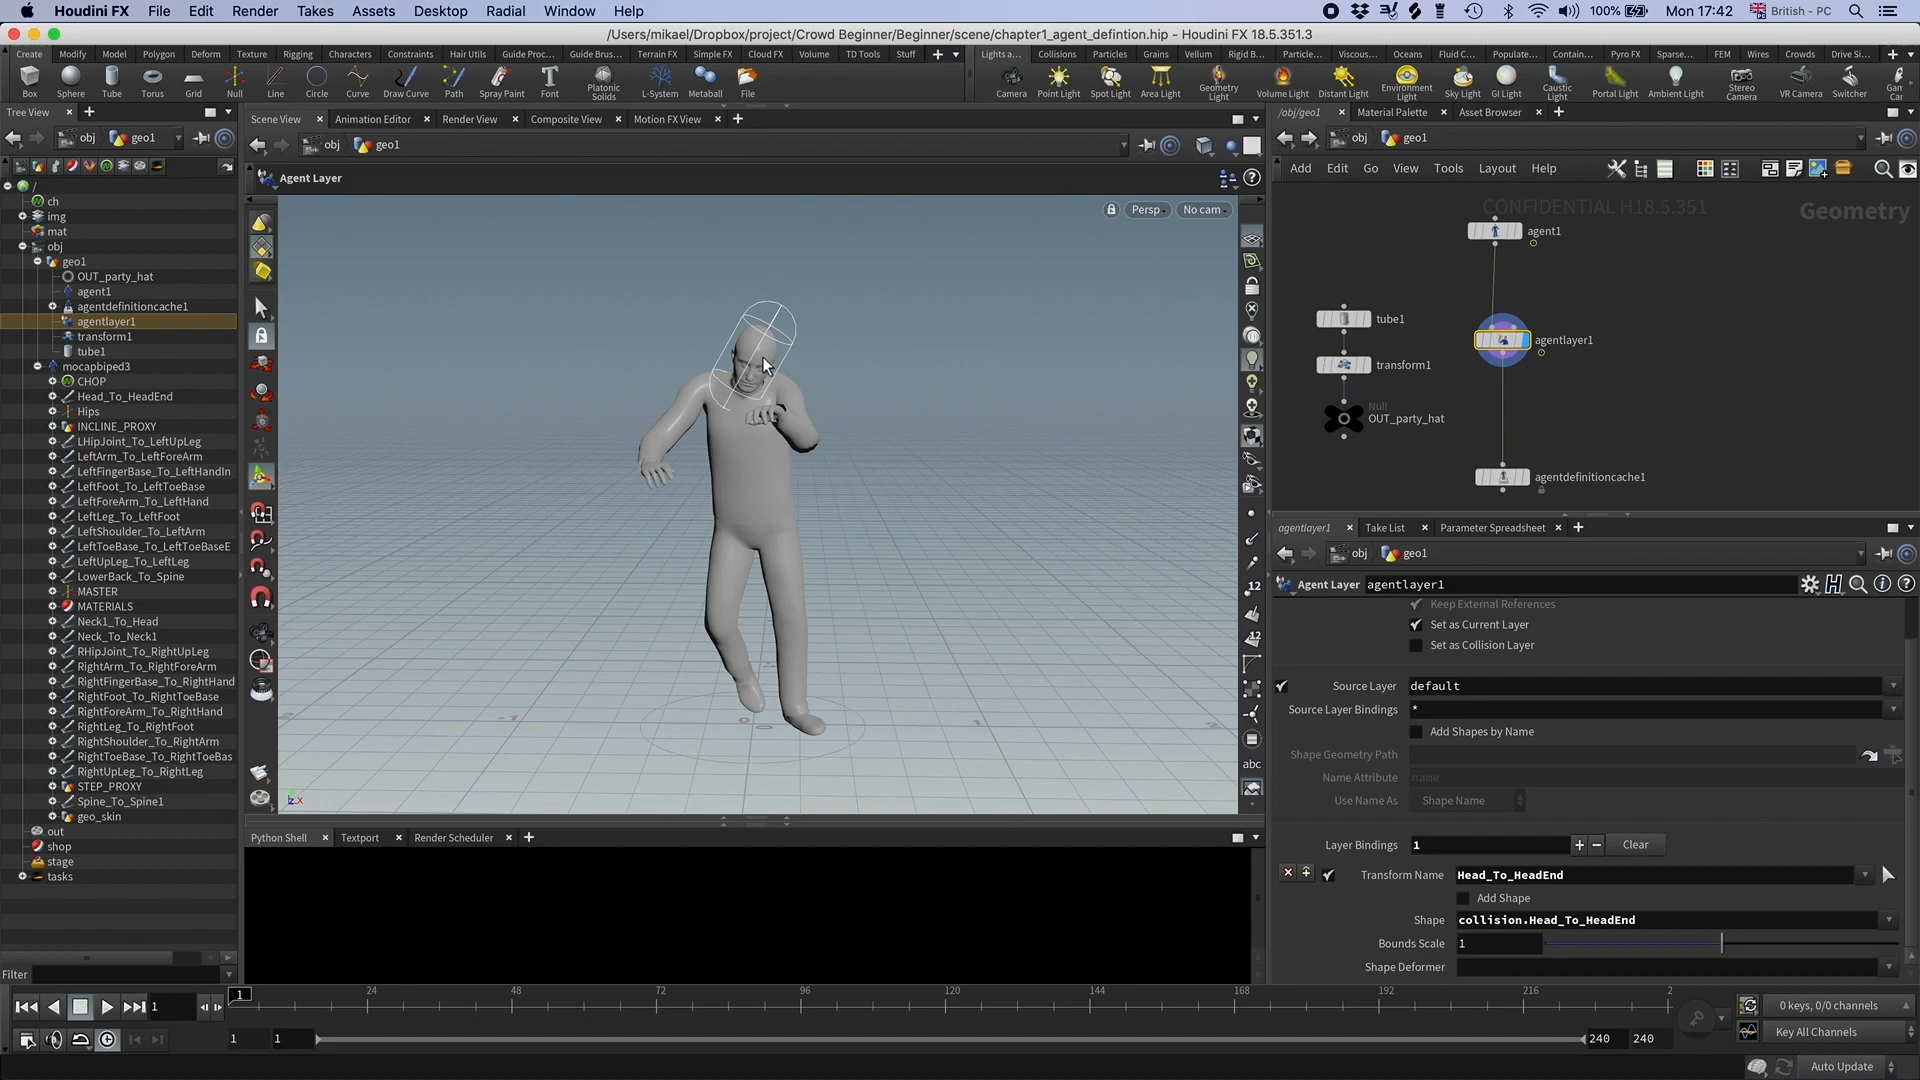 Houdini FX File Edit Render Takes Assets Desktop Radial Window Help 100% Mon 17:42 British - PC
/Users/mikael/Dropbox/project/Crowd Beginner/Beginner/scene/chapter1_agent_defintion.hip - Houdini FX 18.5.351.3
Create Modify Model Polygon Deform Texture Rigging Characters Constraints Hair Utils Guide Proc... Guide Brus... Terrain FX Simple FX Cloud FX Volume TD Tools Stuff
Lights a... Collisions Particles Grains Vellum Rigid B... Particle... Viscous... Oceans Fluid C... Populate... Contain... Pyro FX Sparse... FEM Wires Crowds Drive Si...
Box Sphere Tube Torus Grid Null Line Circle Curve Draw Curve Path Spray Paint Font Platonic Solids L-System Metaball File
Camera Point Light Spot Light Area Light Geometry Light Volume Light Distant Light Environment Light Sky Light GI Light Caustic Light Portal Light Ambient Light Stereo Camera VR Camera Switcher
Tree View
obj geo1
/
ch
img
mat
obj
geo1
OUT_party_hat
agent1
agentdefinitioncache1
agentlayer1
transform1
tube1
mocapbiped3
CHOP
Head_To_HeadEnd
Hips
INCLINE_PROXY
LHipJoint_To_LeftUpLeg
LeftArm_To_LeftForeArm
LeftFingerBase_To_LeftHandIn
LeftFoot_To_LeftToeBase
LeftForeArm_To_LeftHand
LeftLeg_To_LeftFoot
LeftShoulder_To_LeftArm
LeftToeBase_To_LeftToeBaseE
LeftUpLeg_To_LeftLeg
LowerBack_To_Spine
MASTER
MATERIALS
Neck1_To_Head
Neck_To_Neck1
RHipJoint_To_RightUpLeg
RightArm_To_RightForeArm
RightFingerBase_To_RightHand
RightFoot_To_RightToeBase
RightForeArm_To_RightHand
RightLeg_To_RightFoot
RightShoulder_To_RightArm
RightToeBase_To_RightToeBas
RightUpLeg_To_RightLeg
STEP_PROXY
Spine_To_Spine1
geo_skin
out
shop
stage
tasks
Filter
Scene View Animation Editor Render View Composite View Motion FX View
obj geo1
Agent Layer
Persp No cam
12
12
abc
z x
Python Shell Textport Render Scheduler
/obj/geo1 Material Palette Asset Browser
obj geo1
Add Edit Go View Tools Layout Help
CONFIDENTIAL H18.5.351
Geometry
agent1
tube1
agentlayer1
transform1
Null
OUT_party_hat
agentdefinitioncache1
agentlayer1 Take List Parameter Spreadsheet
obj geo1
Agent Layer agentlayer1
Keep External References
Set as Current Layer
Set as Collision Layer
Source Layer default
Source Layer Bindings *
Add Shapes by Name
Shape Geometry Path
Name Attribute name
Use Name As Shape Name
Layer Bindings 1 Clear
Transform Name Head_To_HeadEnd
Add Shape
Shape collision.Head_To_HeadEnd
Bounds Scale 1
Shape Deformer
1 1 24 48 72 96 120 144 168 192 216 2
0 keys, 0/0 channels
1 1 240 240
Key All Channels
Auto Update